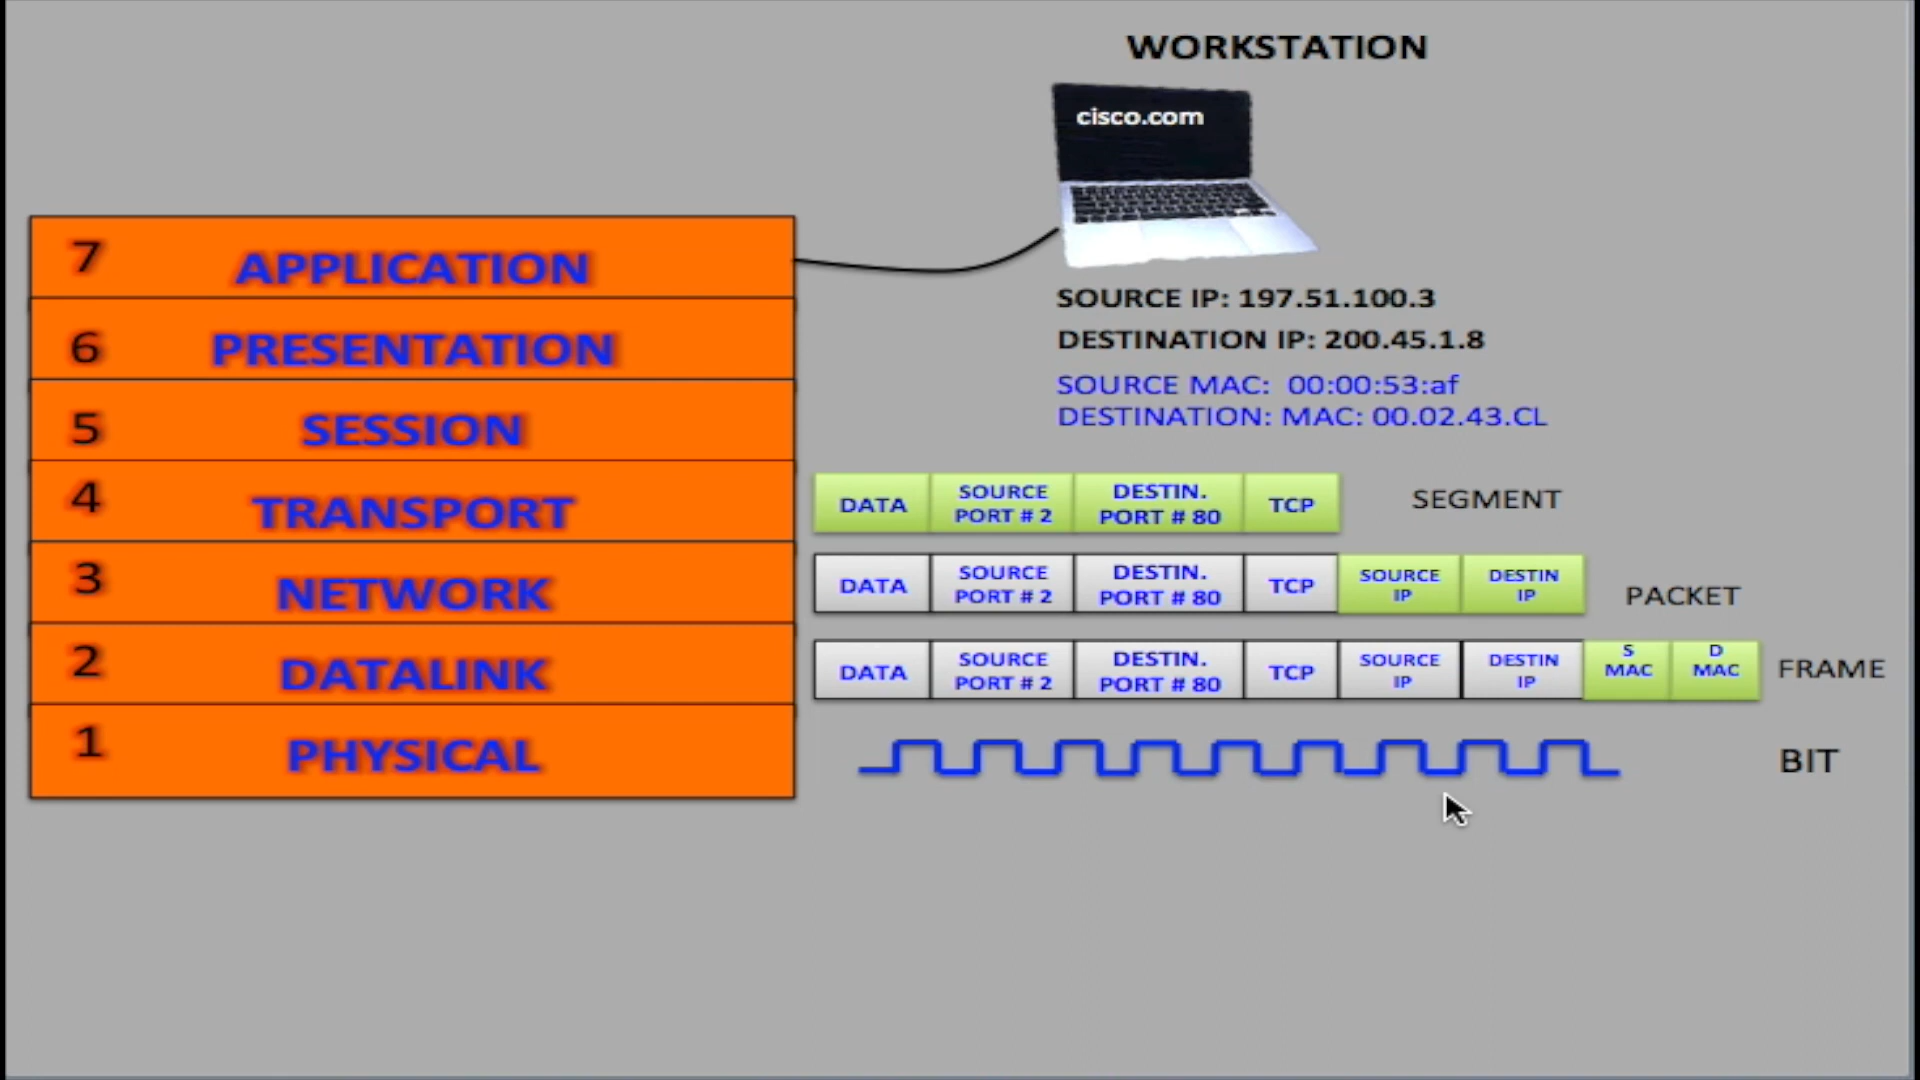 WORKSTATION
cisco.com
SOURCE IP: 197.51.100.3
DESTINATION IP: 200.45.1.8
SOURCE MAC: 00:00:53:af
DESTINATION: MAC: 00.02.43.CL
7 APPLICATION
6 PRESENTATION
5 SESSION
4 TRANSPORT
DATA
SOURCE
PORT # 2
DESTIN.
PORT # 80
TCP
SEGMENT
3 NETWORK
DATA
SOURCE
PORT # 2
DESTIN.
PORT # 80
TCP
SOURCE
IP
DESTIN
IP
PACKET
2 DATALINK
DATA
SOURCE
PORT # 2
DESTIN.
PORT # 80
TCP
SOURCE
IP
DESTIN
IP
S
MAC
D
MAC
FRAME
1 PHYSICAL
BIT